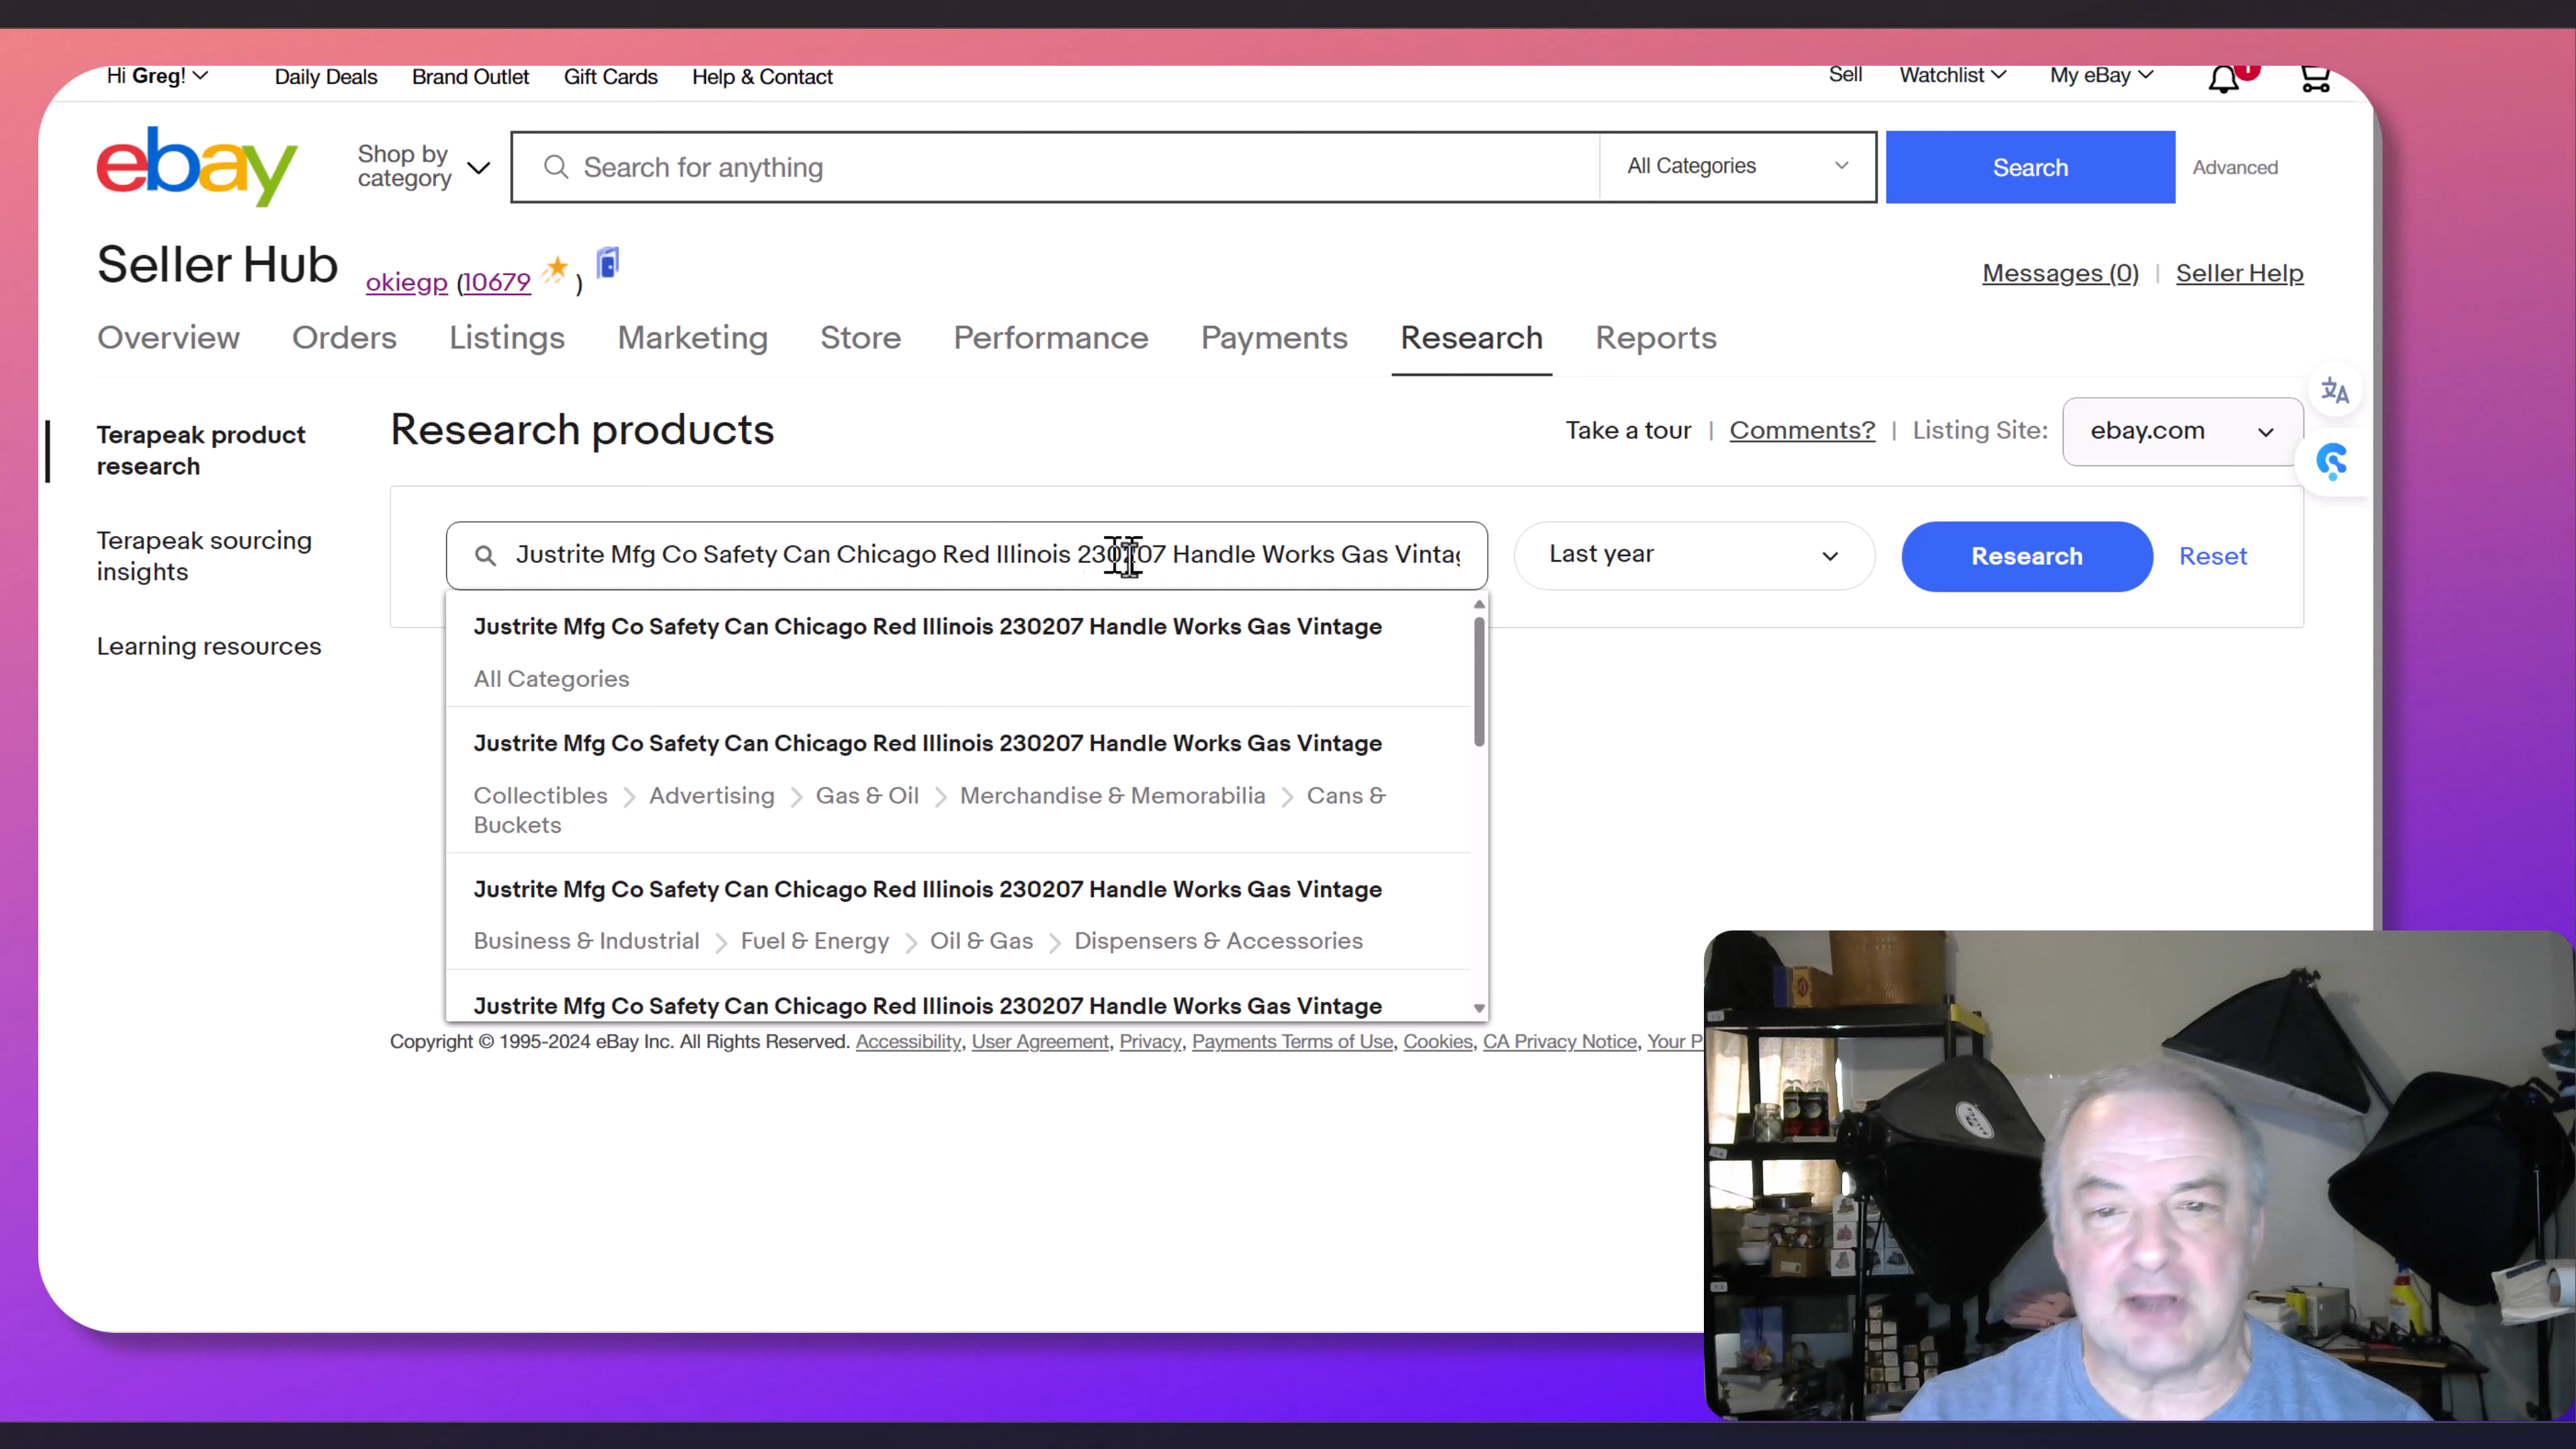 Hi Greg!
Daily Deals
Brand Outlet
Gift Cards
Help & Contact
Sell
Watchlist
My eBay
1
ebay
Shop by
category
Search for anything
All Categories
Search
Advanced
Seller Hub
okiegp (10679)
Messages (0) | Seller Help
Overview
Orders
Listings
Marketing
Store
Performance
Payments
Research
Reports
Terapeak product
research
Terapeak sourcing
insights
Learning resources
Research products
Take a tour | Comments? | Listing Site:
ebay.com
文A
Justrite Mfg Co Safety Can Chicago Red Illinois 230207 Handle Works Gas Vintag
Last year
Research
Reset
Justrite Mfg Co Safety Can Chicago Red Illinois 230207 Handle Works Gas Vintage
All Categories
Justrite Mfg Co Safety Can Chicago Red Illinois 230207 Handle Works Gas Vintage
Collectibles > Advertising > Gas & Oil > Merchandise & Memorabilia > Cans &
Buckets
Justrite Mfg Co Safety Can Chicago Red Illinois 230207 Handle Works Gas Vintage
Business & Industrial > Fuel & Energy > Oil & Gas > Dispensers & Accessories
Justrite Mfg Co Safety Can Chicago Red Illinois 230207 Handle Works Gas Vintage
Copyright © 1995-2024 eBay Inc. All Rights Reserved. Accessibility, User Agreement, Privacy, Payments Terms of Use, Cookies, CA Privacy Notice, Your P